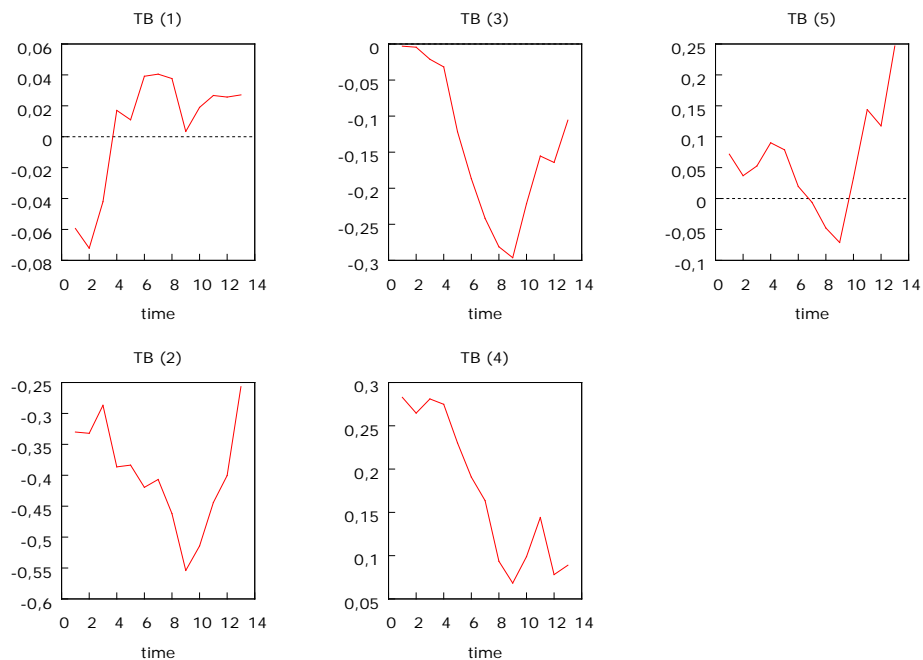 TB (1)
0,06
0,04
0,02
0
-0,02
-0,04
-0,06
-0,08
0 2 4 6 8 10 12 14
time
TB (3)
0
-0,1
-0,15
-0,2
-0,25
-0,3
0 2 4 6 8 10 12 14
time
TB (5)
0,25
0,2
0,15
0,1
0,05
0
-0,05
-0,1
0 2 4 6 8 10 12 14
time
TB (2)
-0,25
-0,3
-0,35
-0,4
-0,45
-0,5
-0,55
-0,6
0 2 4 6 8 10 12 14
time
TB (4)
0,3
0,25
0,2
0,15
0,1
0,05
0 2 4 6 8 10 12 14
time